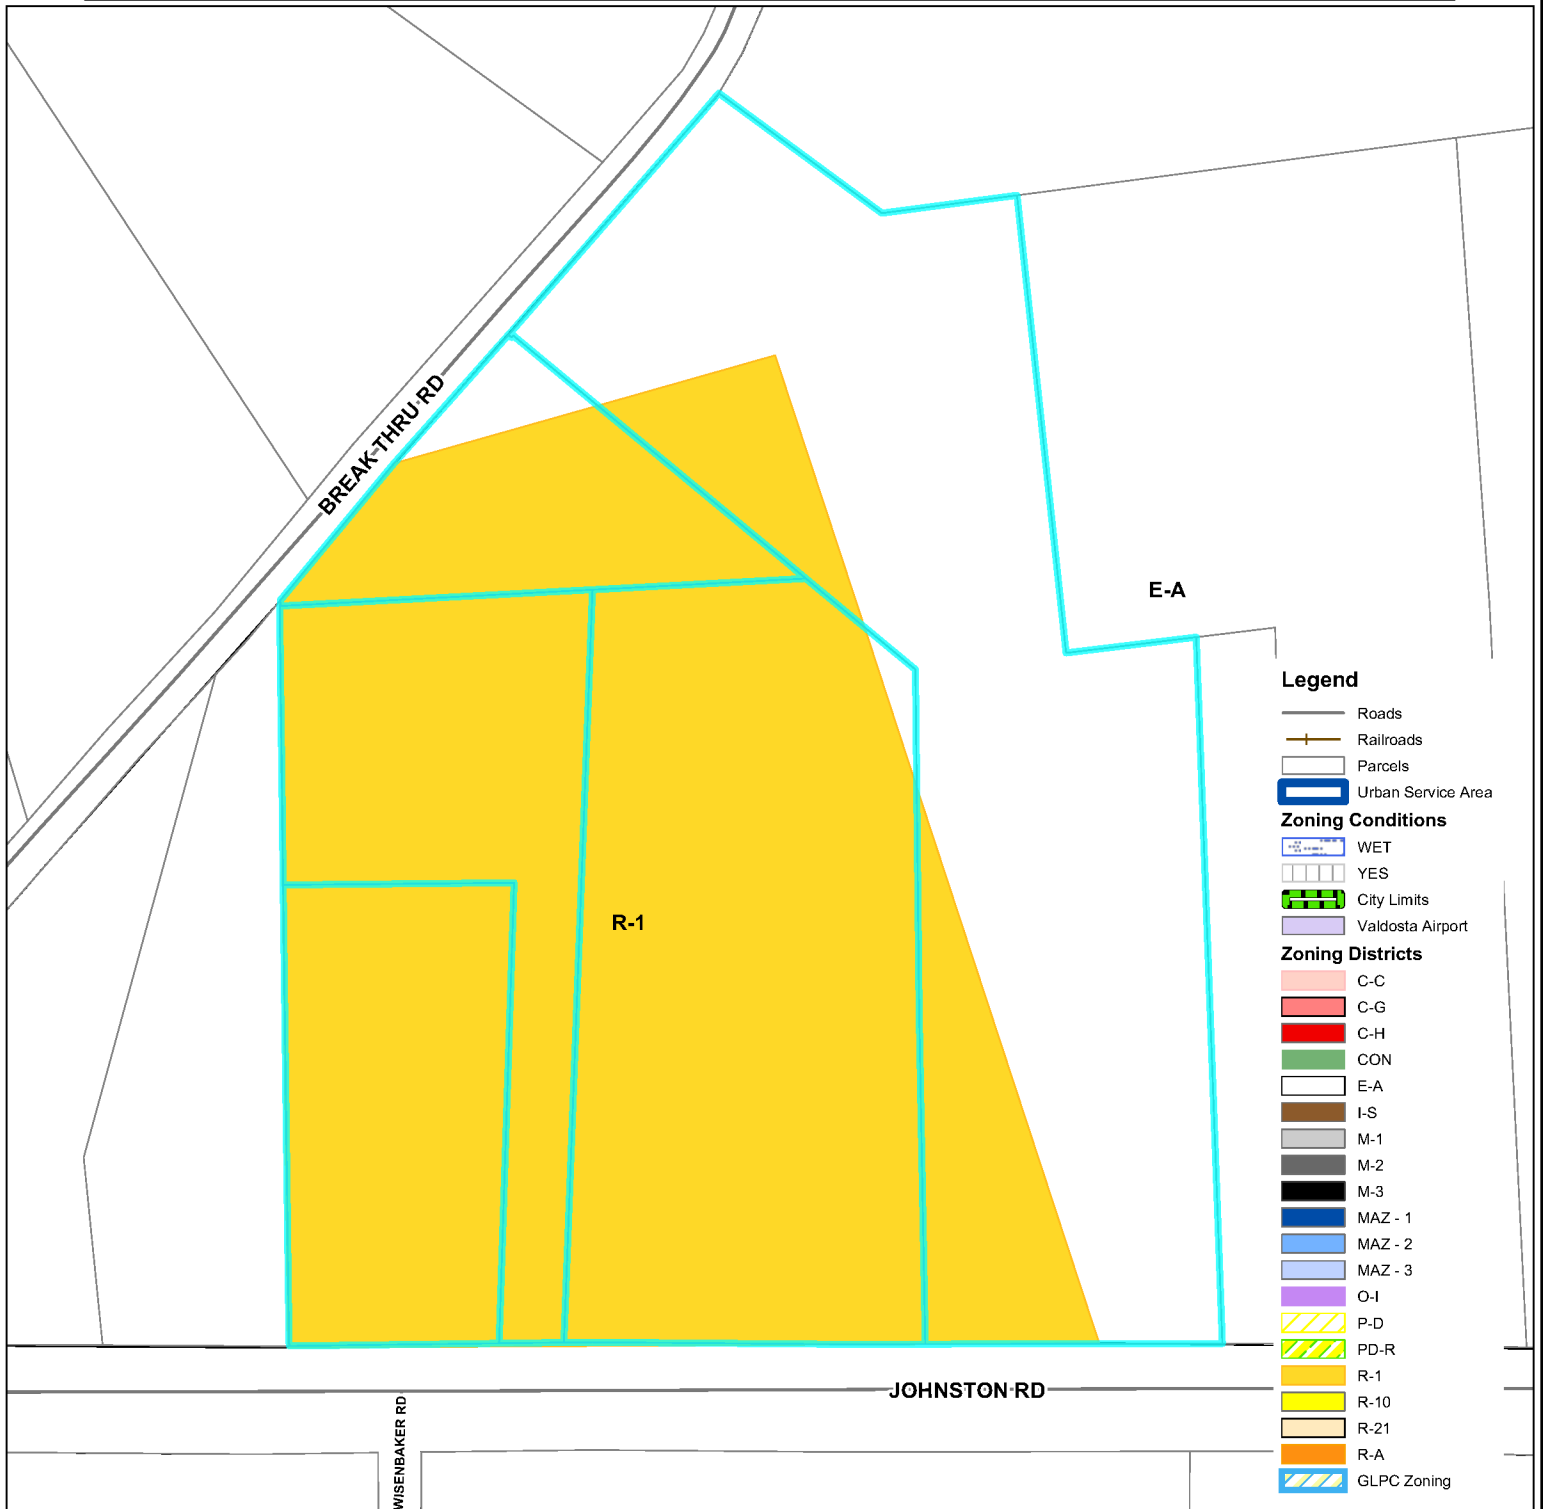 BREAK-THRU RD
E-A
R-1
JOHNSTON RD
WISENBAKER RD
Legend
Roads
Railroads
Parcels
Urban Service Area
Zoning Conditions
WET
YES
City Limits
Valdosta Airport
Zoning Districts
C-C
C-G
C-H
CON
E-A
I-S
M-1
M-2
M-3
MAZ - 1
MAZ - 2
MAZ - 3
O-I
P-D
PD-R
R-1
R-10
R-21
R-A
GLPC Zoning